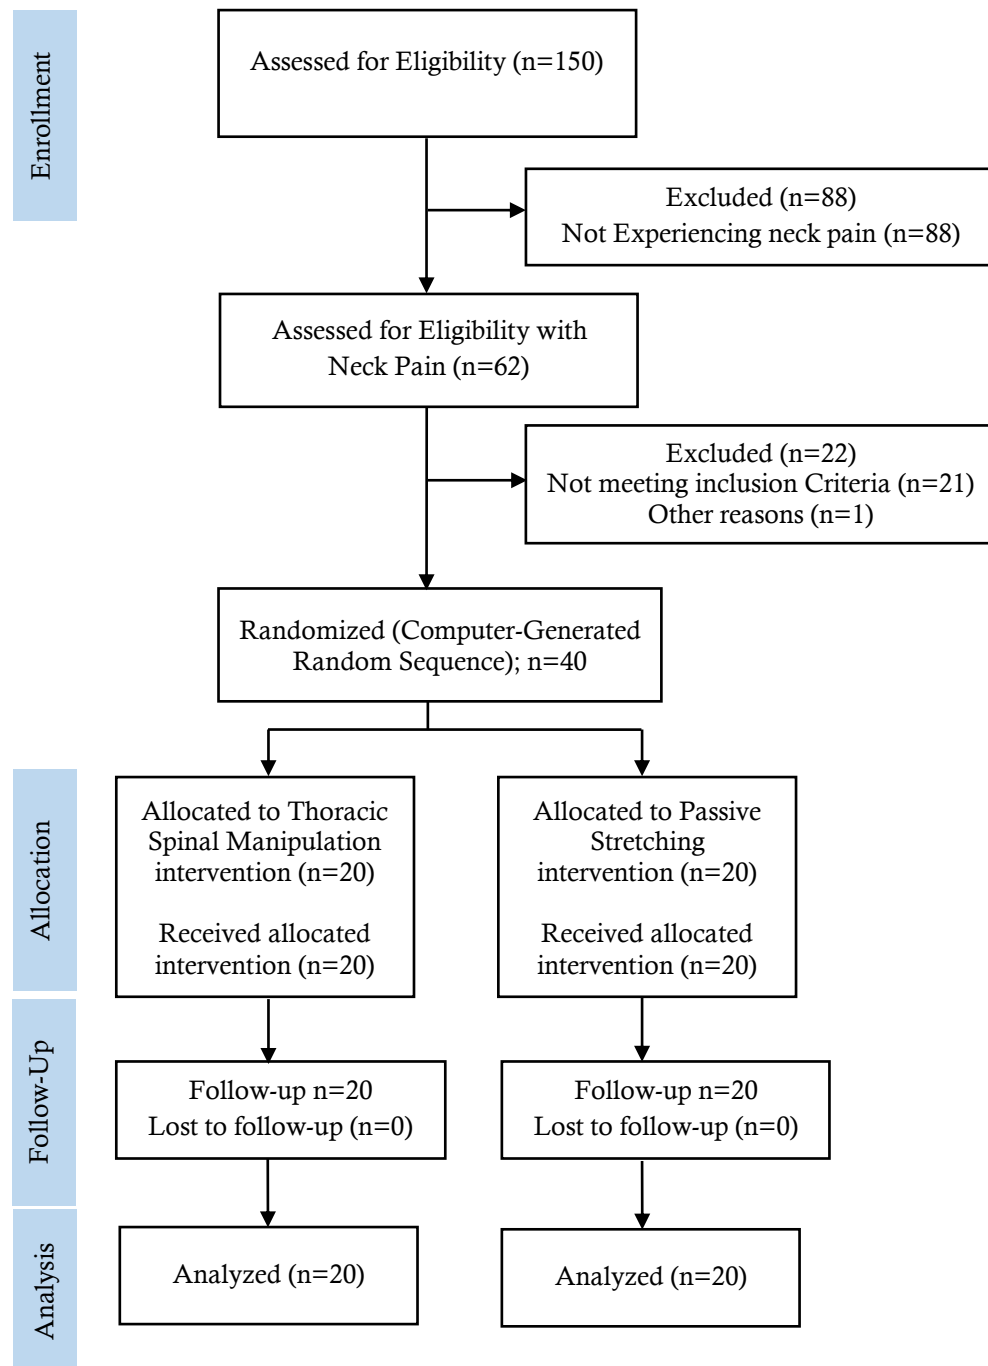 Enrollment
Assessed for Eligibility (n=150)
Excluded (n=88)
Not Experiencing neck pain (n=88)
Assessed for Eligibility with
Neck Pain (n=62)
Excluded (n=22)
Not meeting inclusion Criteria (n=21)
Other reasons (n=1)
Randomized (Computer-Generated
Random Sequence); n=40
Allocation
Allocated to Thoracic
Spinal Manipulation
intervention (n=20)
Received allocated
intervention (n=20)
Allocated to Passive
Stretching
intervention (n=20)
Received allocated
intervention (n=20)
Follow-Up
Follow-up n=20
Lost to follow-up (n=0)
Follow-up n=20
Lost to follow-up (n=0)
Analysis
Analyzed (n=20)
Analyzed (n=20)